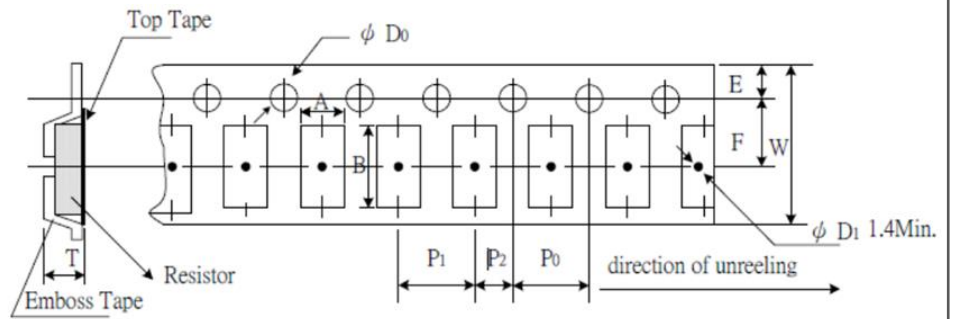 Top Tape
ϕ D0
A
E
B
F
W
T
P1
P2
P0
ϕ D1 1.4Min.
direction of unreeling
Resistor
Emboss Tape